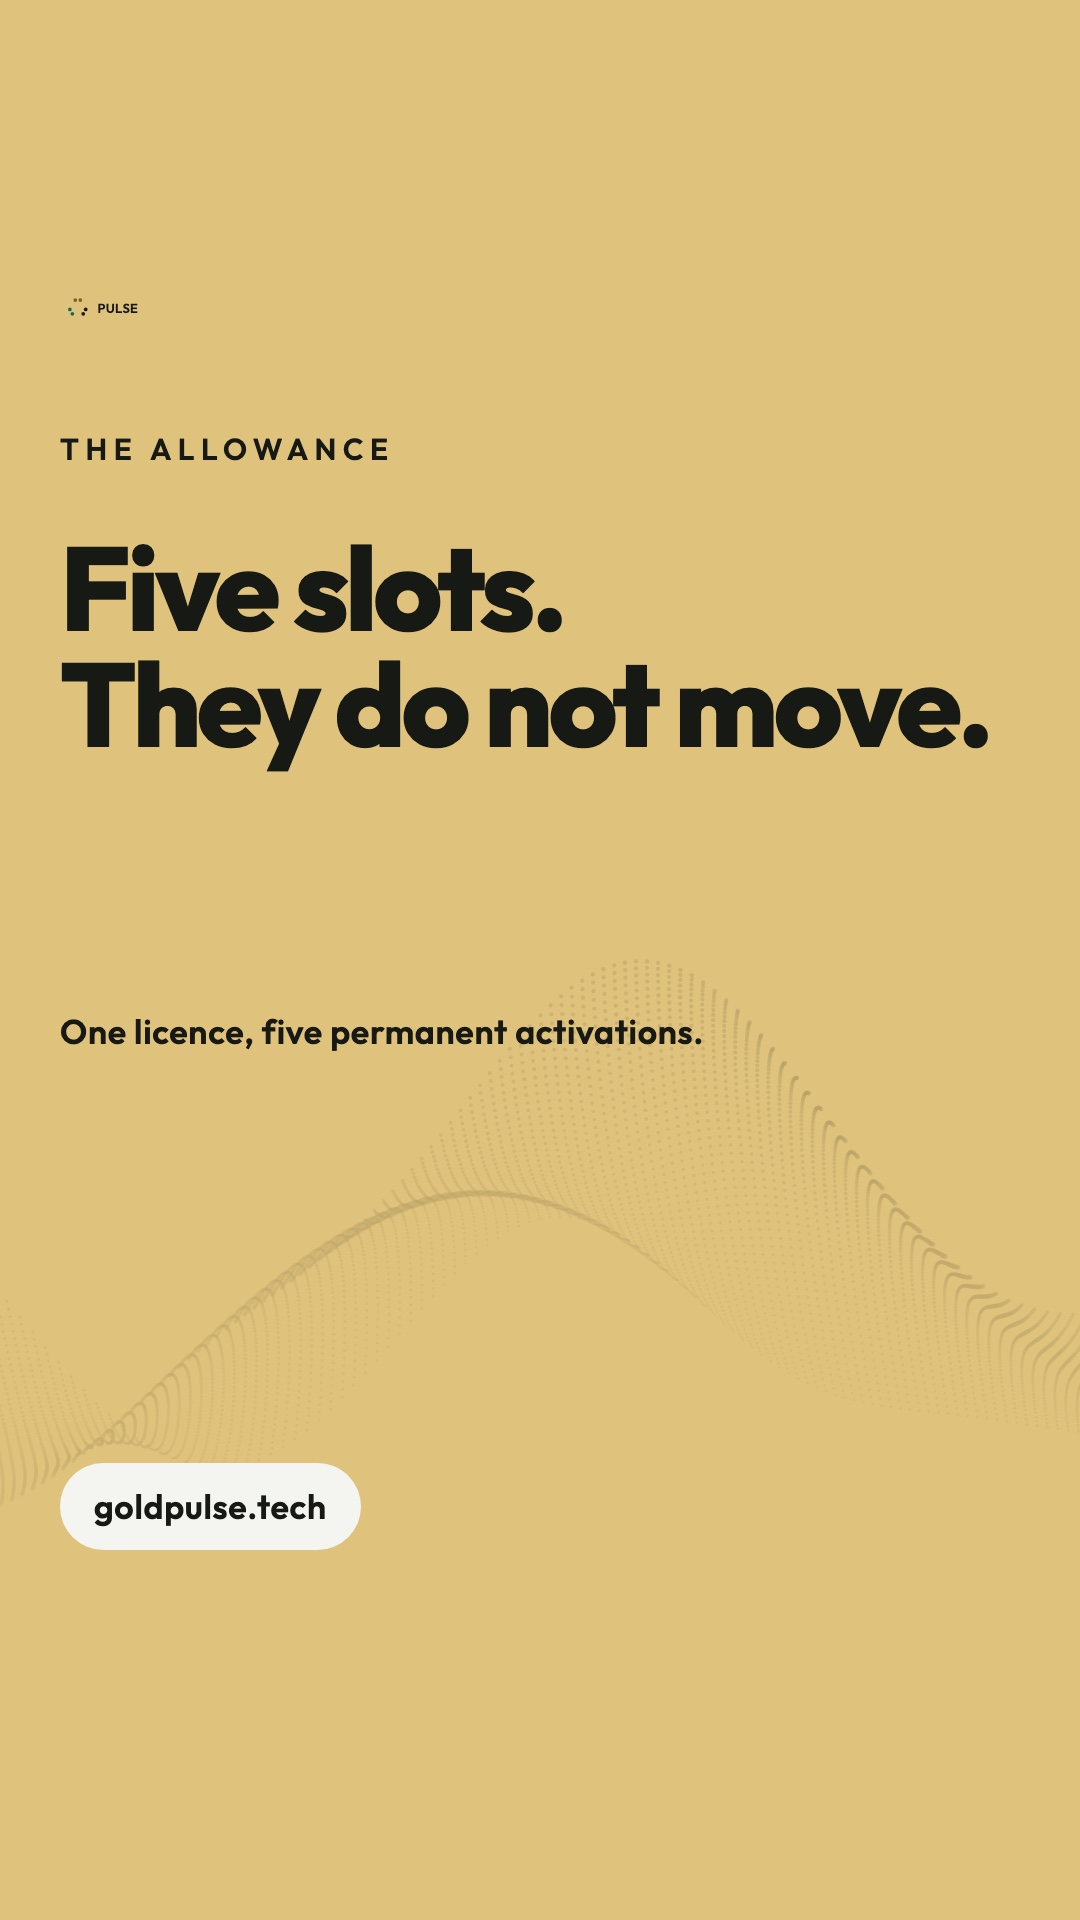 PULSE
THE ALLOWANCE
Five slots.
They do not move.
One licence, five permanent activations.
goldpulse.tech